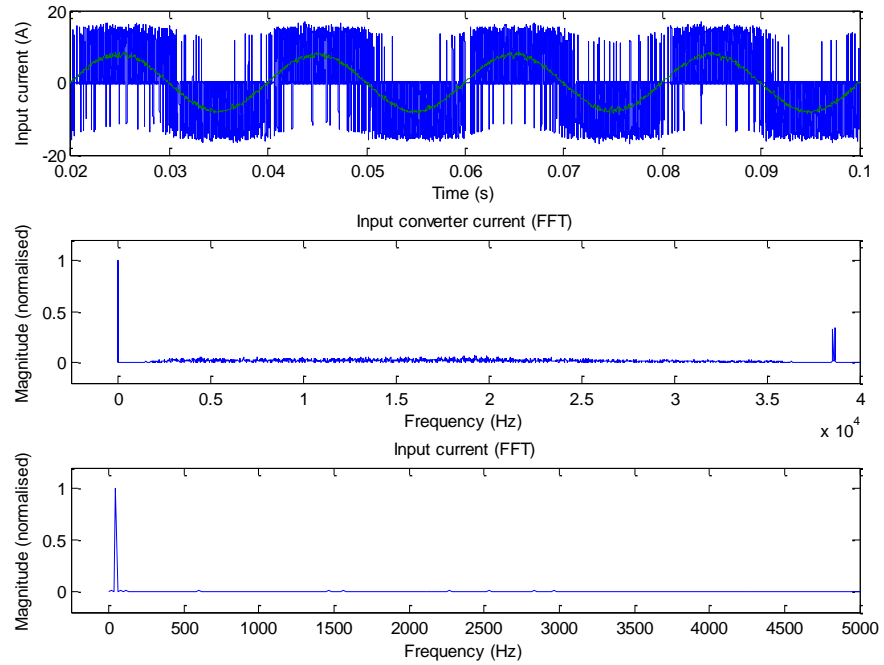 20
0
-20
Input current (A)
0.02 0.03 0.04 0.05 0.06 0.07 0.08 0.09 0.1
Time (s)
Input converter current (FFT)
1
0.5
0
Magnitude (normalised)
0 0.5 1 1.5 2 2.5 3 3.5 4
x 10^4
Frequency (Hz)
Input current (FFT)
1
0.5
0
Magnitude (normalised)
0 500 1000 1500 2000 2500 3000 3500 4000 4500 5000
Frequency (Hz)